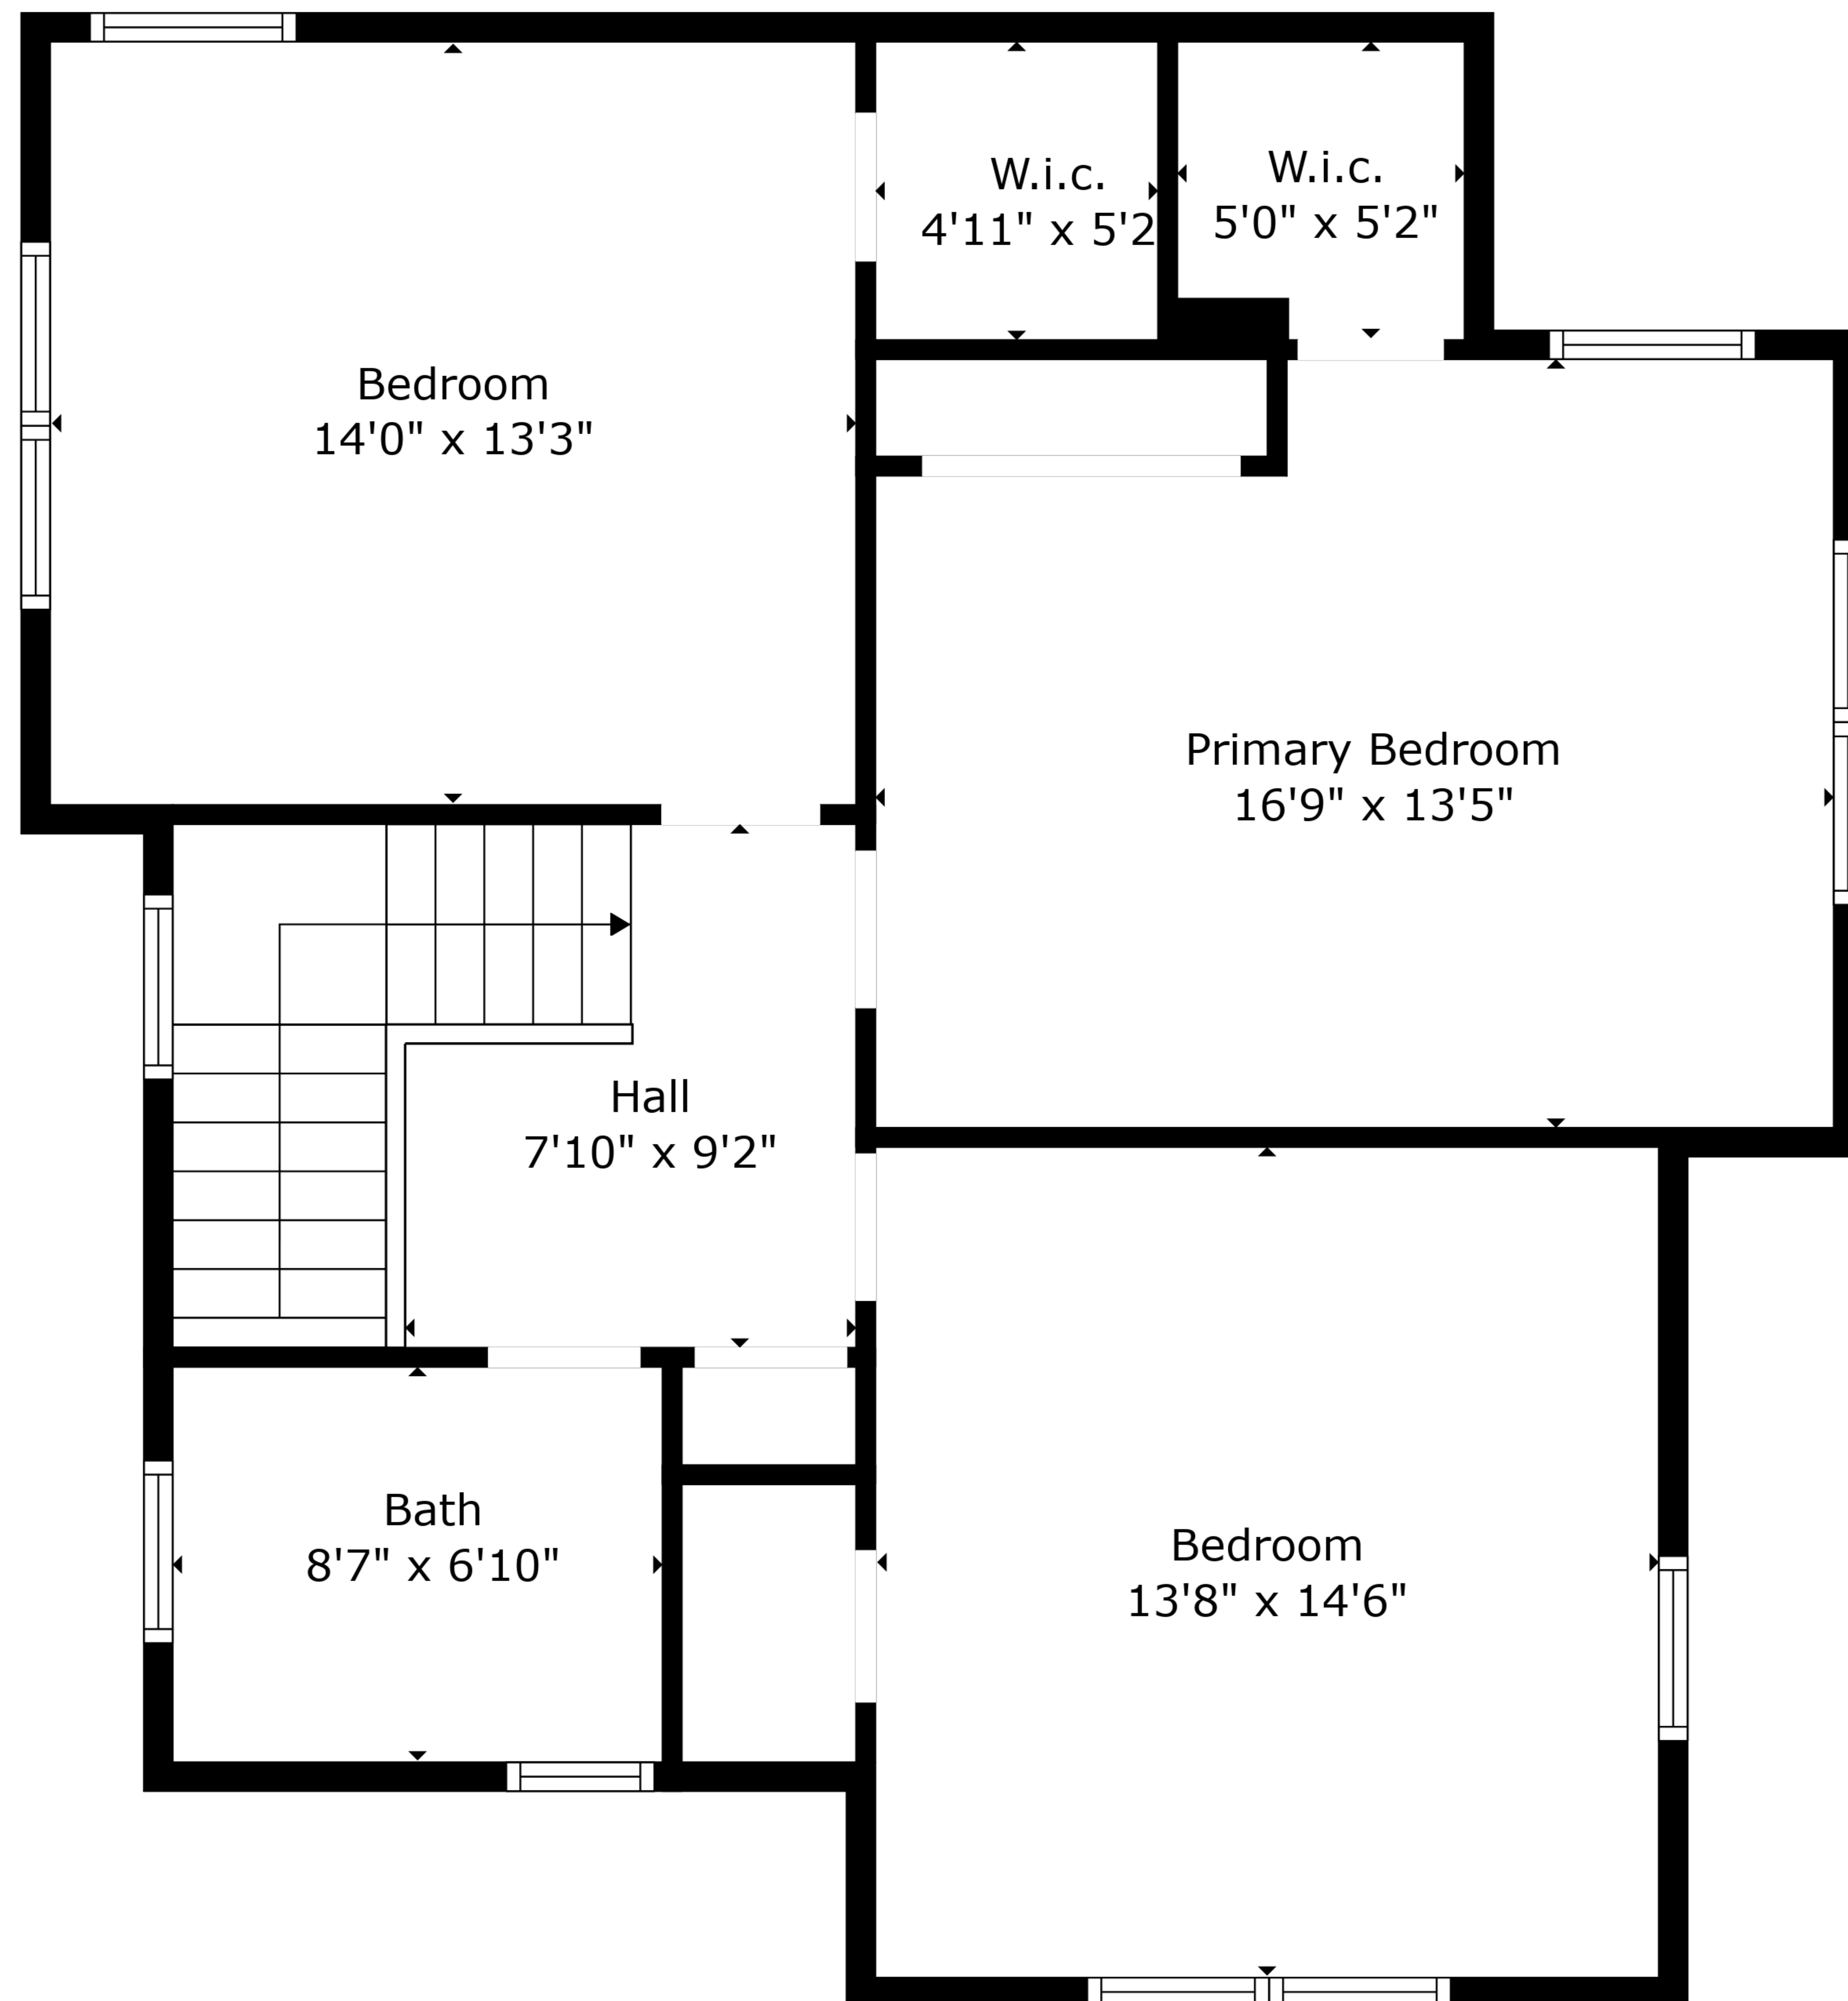 W.i.c.
4'11" x 5'2
W.i.c.
5'0" x 5'2"
Bedroom
14'0" x 13'3"
Primary Bedroom
16'9" x 13'5"
Hall
7'10" x 9'2"
Bath
8'7" x 6'10"
Bedroom
13'8" x 14'6"